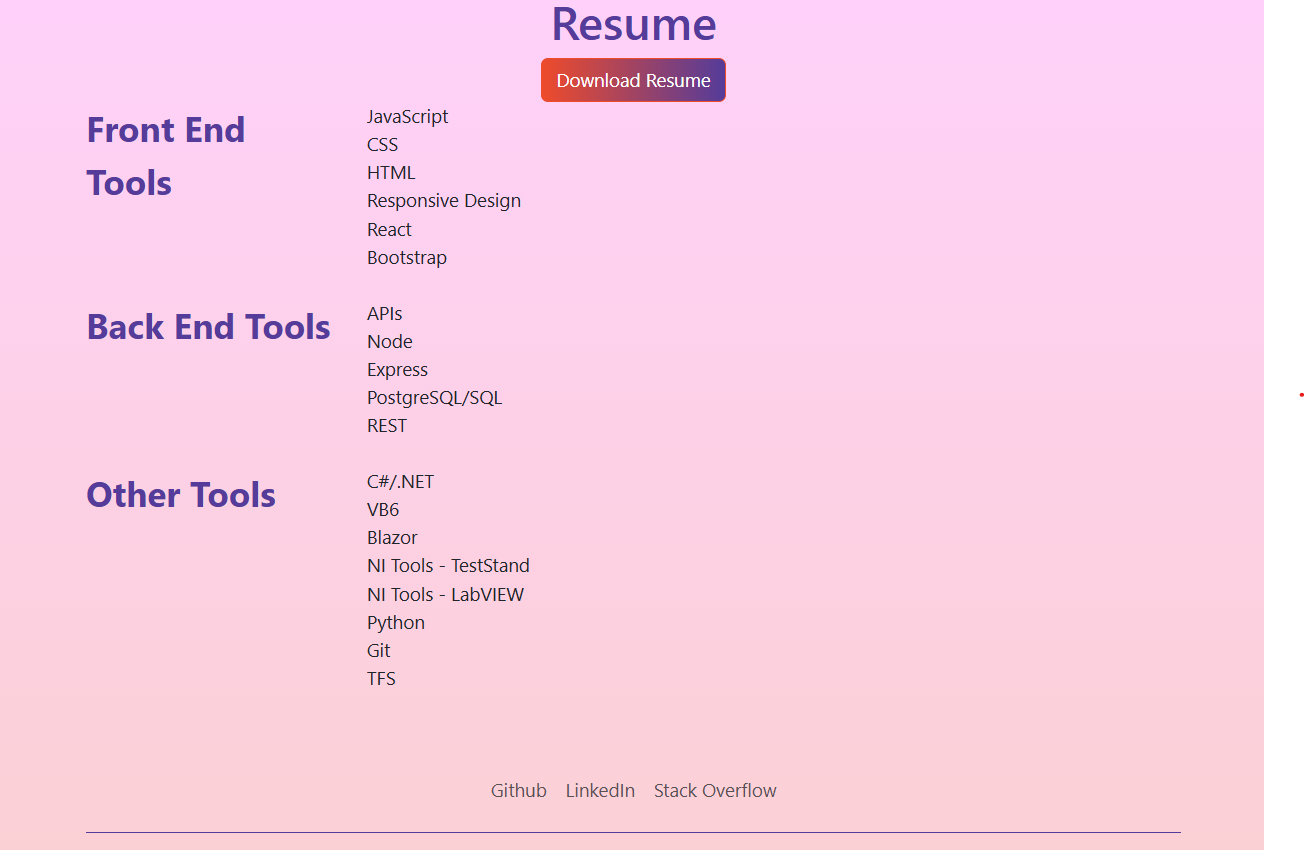 Resume
Download Resume
Front End
Tools
JavaScript
CSS
HTML
Responsive Design
React
Bootstrap
Back End Tools
APIs
Node
Express
PostgreSQL/SQL
REST
Other Tools
C#/.NET
VB6
Blazor
NI Tools - TestStand
NI Tools - LabVIEW
Python
Git
TFS
Github LinkedIn Stack Overflow